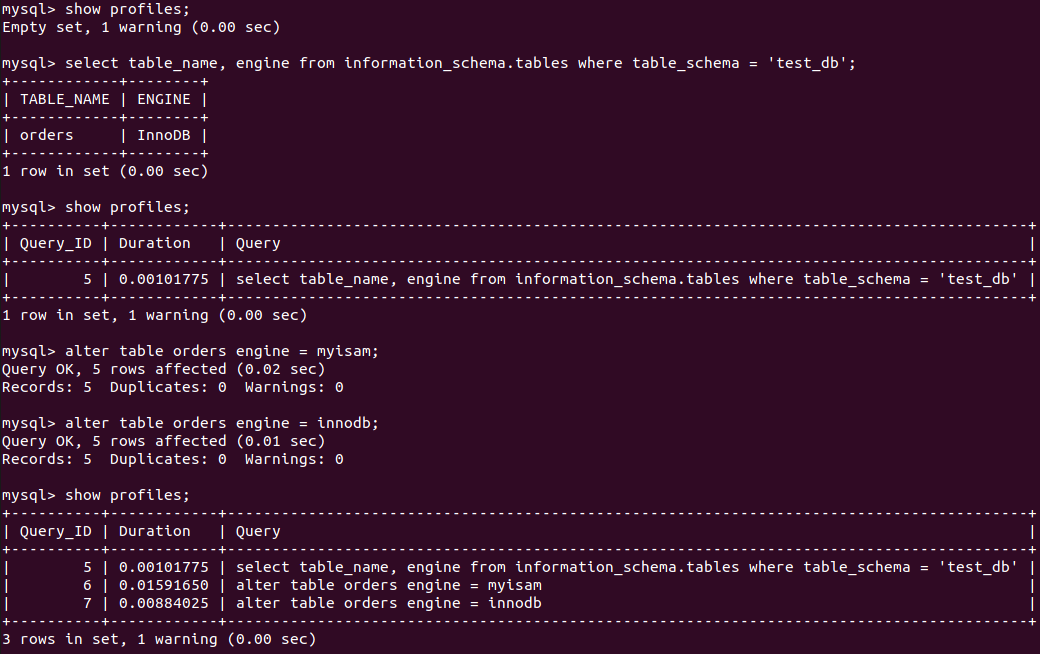 mysql> show profiles;
Empty set, 1 warning (0.00 sec)

mysql> select table_name, engine from information_schema.tables where table_schema = 'test_db';
+------------+--------+
| TABLE_NAME | ENGINE |
+------------+--------+
| orders     | InnoDB |
+------------+--------+
1 row in set (0.00 sec)

mysql> show profiles;
+----------+------------+-----------------------------------------------------------------------------------------+
| Query_ID | Duration   | Query                                                                                   |
+----------+------------+-----------------------------------------------------------------------------------------+
|        5 | 0.00101775 | select table_name, engine from information_schema.tables where table_schema = 'test_db' |
+----------+------------+-----------------------------------------------------------------------------------------+
1 row in set, 1 warning (0.00 sec)

mysql> alter table orders engine = myisam;
Query OK, 5 rows affected (0.02 sec)
Records: 5  Duplicates: 0  Warnings: 0

mysql> alter table orders engine = innodb;
Query OK, 5 rows affected (0.01 sec)
Records: 5  Duplicates: 0  Warnings: 0

mysql> show profiles;
+----------+------------+-----------------------------------------------------------------------------------------+
| Query_ID | Duration   | Query                                                                                   |
+----------+------------+-----------------------------------------------------------------------------------------+
|        5 | 0.00101775 | select table_name, engine from information_schema.tables where table_schema = 'test_db' |
|        6 | 0.01591650 | alter table orders engine = myisam                                                      |
|        7 | 0.00884025 | alter table orders engine = innodb                                                      |
+----------+------------+-----------------------------------------------------------------------------------------+
3 rows in set, 1 warning (0.00 sec)